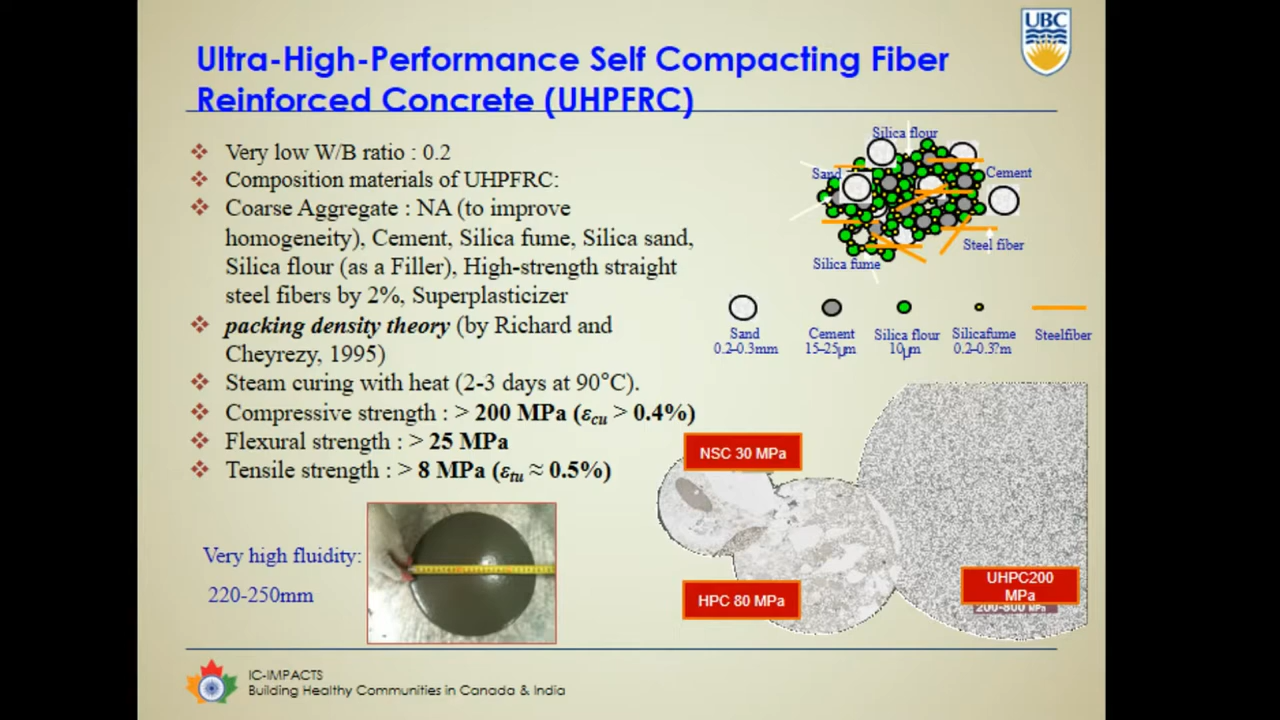 UBC
Ultra-High-Performance Self Compacting Fiber
Reinforced Concrete (UHPFRC)
❖ Very low W/B ratio : 0.2
❖ Composition materials of UHPFRC:
❖ Coarse Aggregate : NA (to improve
homogeneity), Cement, Silica fume, Silica sand,
Silica flour (as a Filler), High-strength straight
steel fibers by 2%, Superplasticizer
❖ packing density theory (by Richard and
Cheyrezy, 1995)
❖ Steam curing with heat (2-3 days at 90°C).
❖ Compressive strength : > 200 MPa (εcu > 0.4%)
❖ Flexural strength : > 25 MPa
❖ Tensile strength : > 8 MPa (εtu ≈ 0.5%)
Very high fluidity:
220-250mm
Silica flour
Sand
Cement
Steel fiber
Silica fume
Sand
0.2-0.3mm
Cement
15-25µm
Silica flour
10µm
Silicafume
0.2-0.3?m
Steelfiber
NSC 30 MPa
HPC 80 MPa
UHPC200
MPa
200-800 MPa
IC-IMPACTS
Building Healthy Communities in Canada & India